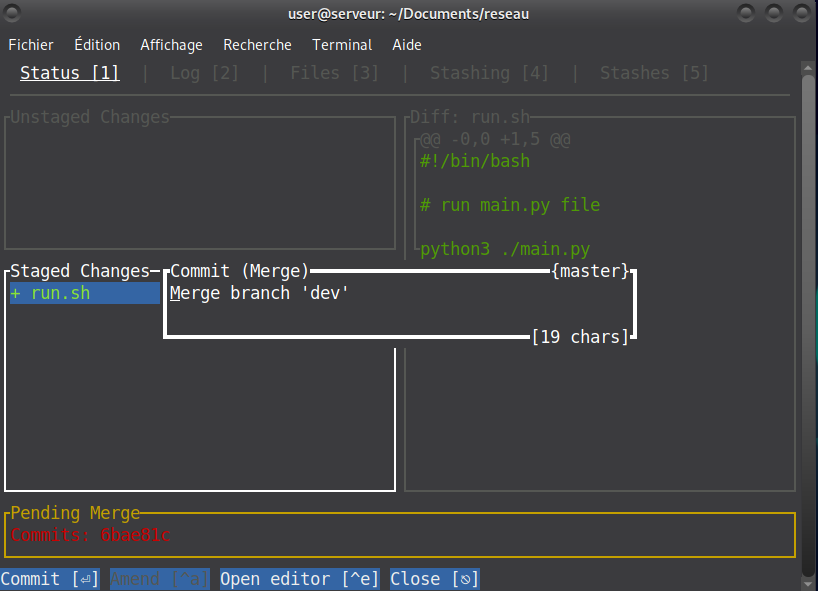 user@serveur: ~/Documents/reseau
Fichier Édition Affichage Recherche Terminal Aide
Status [1] | Log [2] | Files [3] | Stashing [4] | Stashes [5]
Unstaged Changes
Diff: run.sh
@@ -0,0 +1,5 @@
#!/bin/bash
# run main.py file
python3 ./main.py
Staged Changes
+ run.sh
Commit (Merge) {master}
Merge branch 'dev'
[19 chars]
Pending Merge
Commits: 6bae81c
Commit [⏎] Amend [^a] Open editor [^e] Close [⎋]